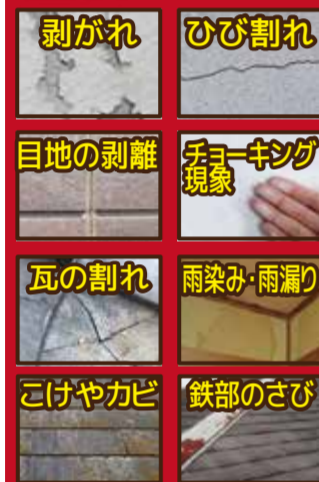 剥がれ
ひび割れ
目地の剥離
チョーキング
現象
瓦の割れ
雨染み・雨漏り
こけやカビ
鉄部のさび